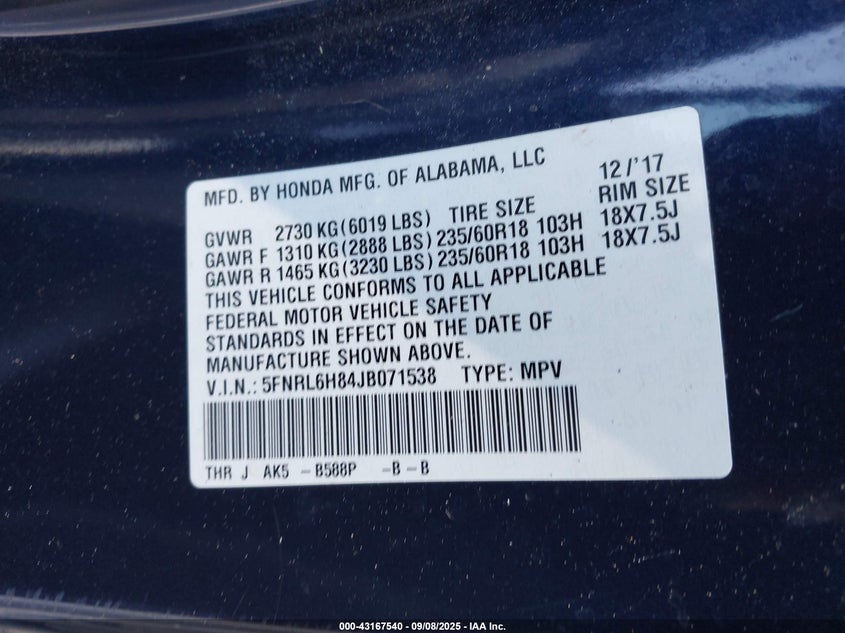 MFD. BY HONDA MFG. OF ALABAMA, LLC 12/'17
GVWR 2730 KG(6019 LBS) TIRE SIZE RIM SIZE
GAWR F 1310 KG(2888 LBS)235/60R18 103H 18X7.5J
GAWR R 1465 KG(3230 LBS)235/60R18 103H 18X7.5J
THIS VEHICLE CONFORMS TO ALL APPLICABLE
FEDERAL MOTOR VEHICLE SAFETY
STANDARDS IN EFFECT ON THE DATE OF
MANUFACTURE SHOWN ABOVE.
V.I.N.: 5FNRL6H84JB071538 TYPE: MPV
THR J AK5 -B588P -B-B
000-43167540 - 09/08/2025 - IAA Inc.